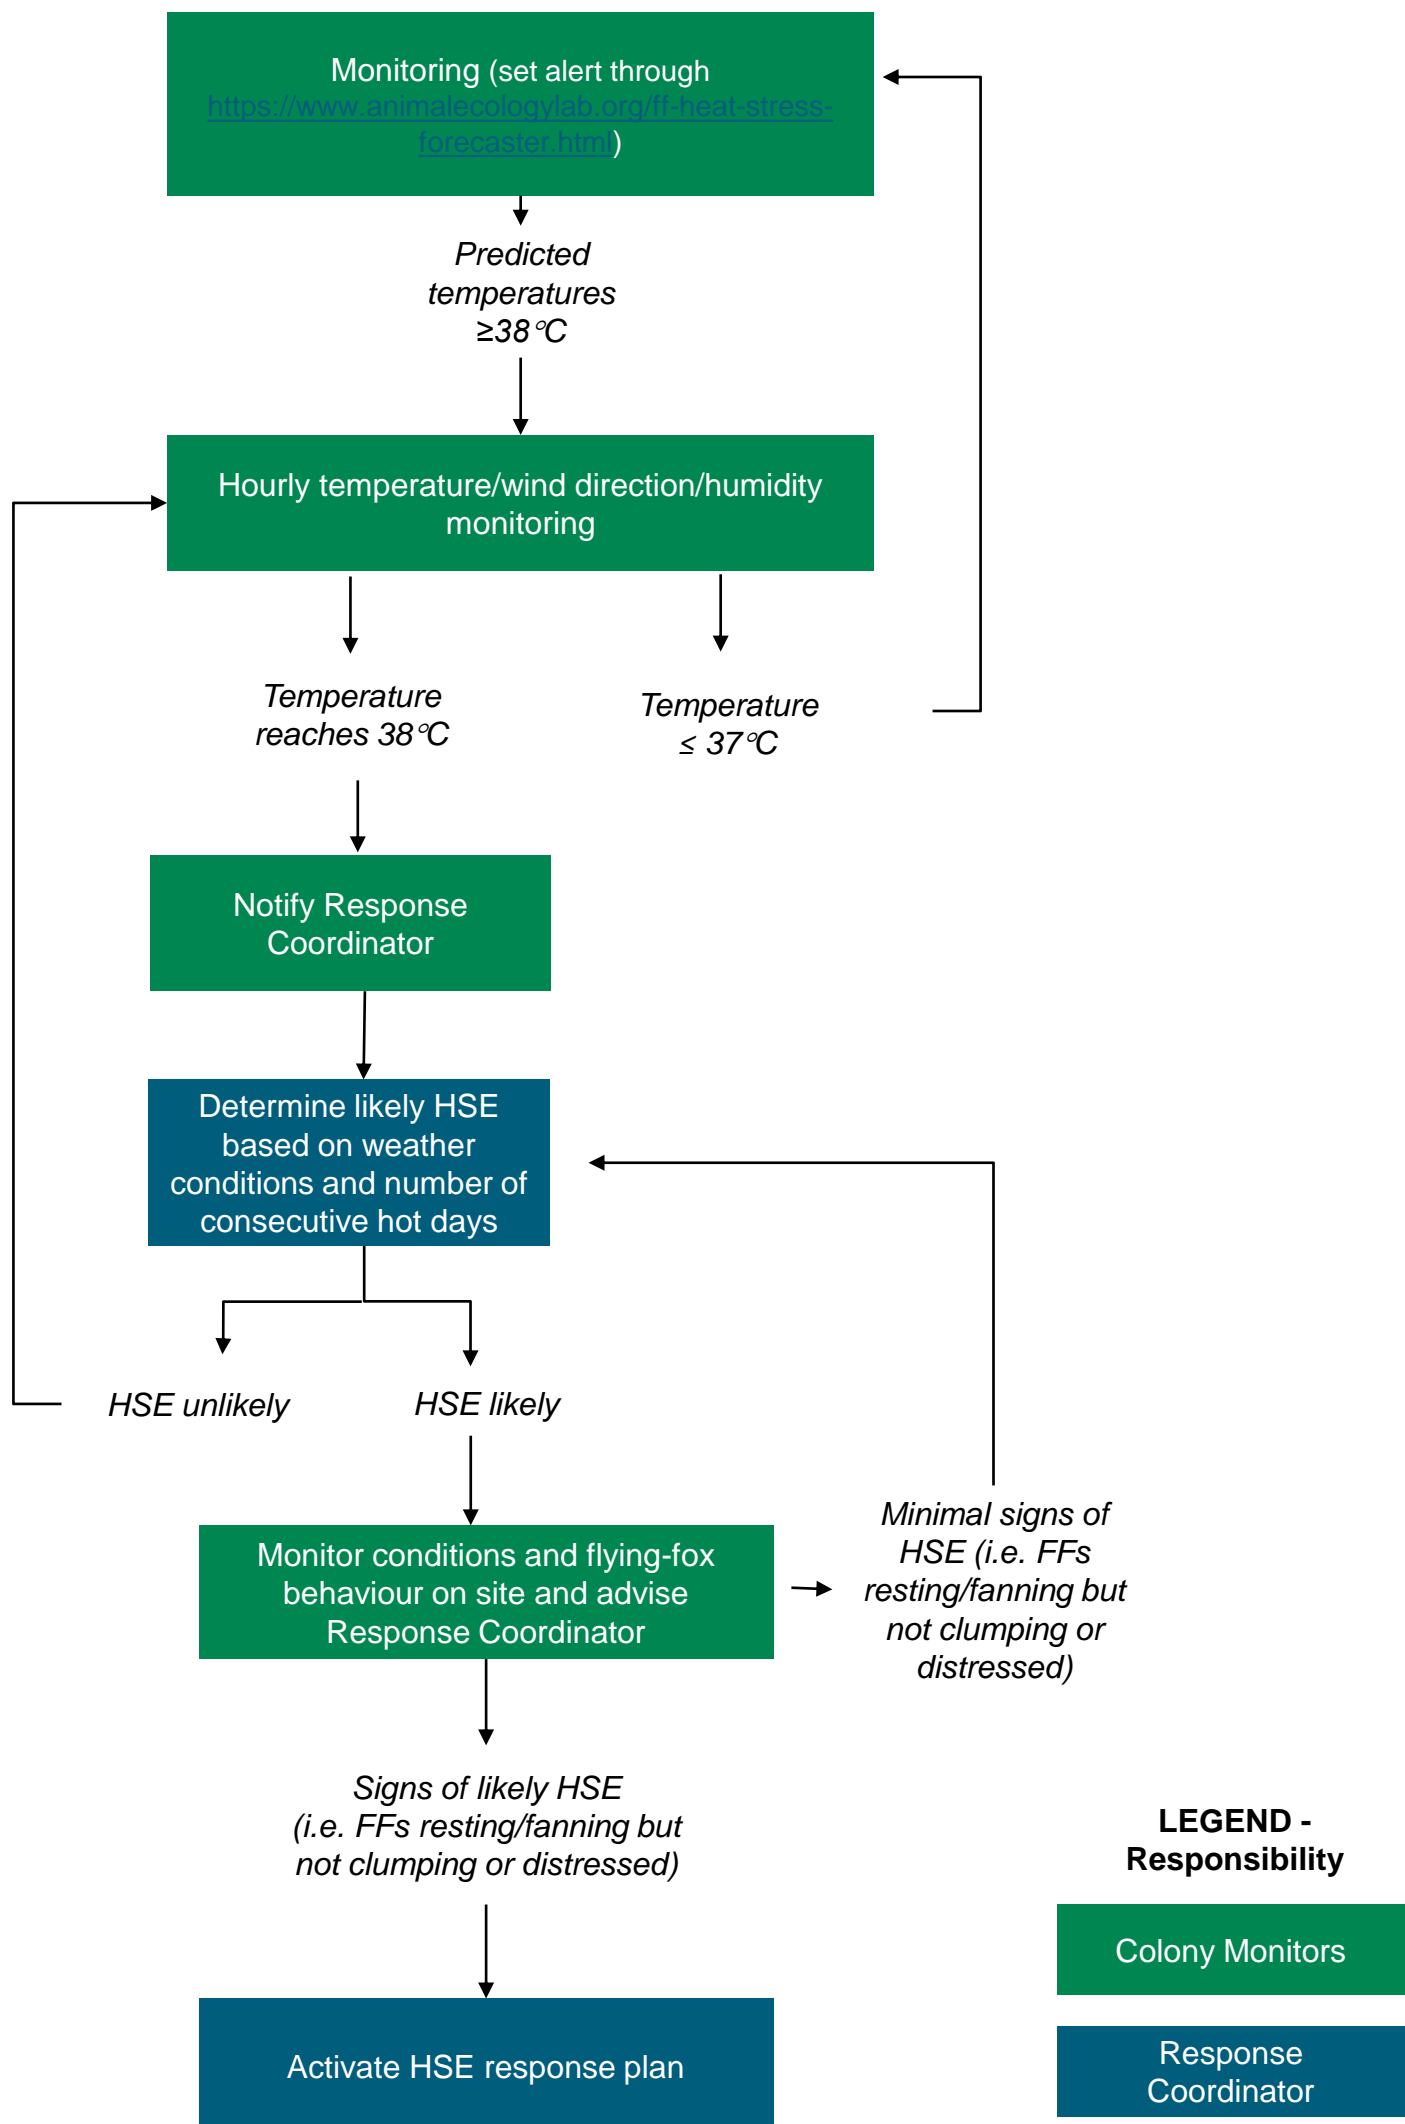 Monitoring (set alert through
https://www.animalecologylab.org/ff-heat-stress-
forecaster.html)
Predicted
temperatures
≥38°C
Hourly temperature/wind direction/humidity
monitoring
Temperature
reaches 38°C
Temperature
≤ 37°C
Notify Response
Coordinator
Determine likely HSE
based on weather
conditions and number of
consecutive hot days
HSE unlikely
HSE likely
Monitor conditions and flying-fox
behaviour on site and advise
Response Coordinator
Minimal signs of
HSE (i.e. FFs
resting/fanning but
not clumping or
distressed)
Signs of likely HSE
(i.e. FFs resting/fanning but
not clumping or distressed)
Activate HSE response plan
LEGEND -
Responsibility
Colony Monitors
Response
Coordinator